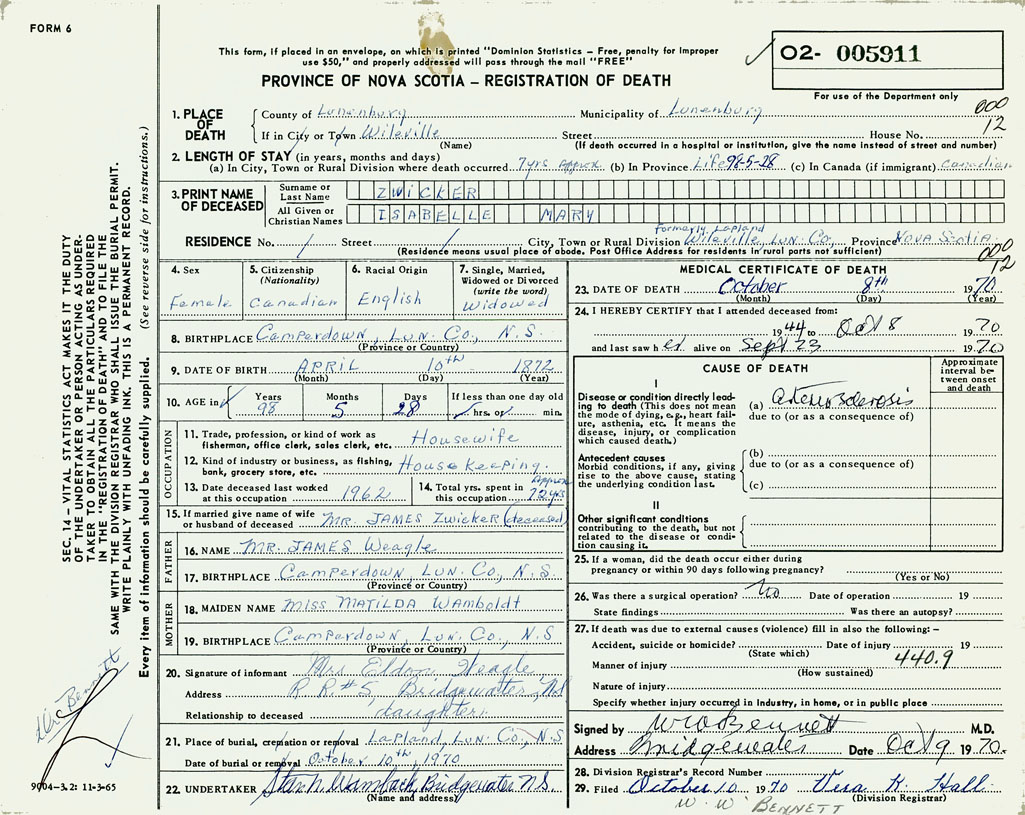 FORM 6
This form, if placed in an envelope, on which is printed "Dominion Statistics – Free, penalty for improper
use $50," and properly addressed will pass through the mail "FREE"
PROVINCE OF NOVA SCOTIA – REGISTRATION OF DEATH
O2- 005911
For use of the Department only
000
12
1. PLACE OF DEATH
County of Lunenburg Municipality of Lunenburg
If in City or Town Wileville Street House No.
(Name) (If death occurred in a hospital or institution, give the name instead of street and number)
2. LENGTH OF STAY (in years, months and days)
(a) In City, Town or Rural Division where death occurred 7yrs Approx (b) In Province Life 98-5-28 (c) In Canada (if immigrant) Canadian
3. PRINT NAME OF DECEASED
Surname or Last Name ZWICKER
All Given or Christian Names ISABELLE MARY
Formerly Lapland
RESIDENCE No. / Street / City, Town or Rural Division Wileville, Lun. Co., Province Nova Scotia
(Residence means usual place of abode. Post Office Address for residents in rural parts not sufficient)
000
12
4. Sex
Female
5. Citizenship
(Nationality)
Canadian
6. Racial Origin
English
7. Single, Married,
Widowed or Divorced
(write the word)
Widowed
8. BIRTHPLACE Camperdown, Lun. Co., N.S.
(Province or Country)
9. DATE OF BIRTH APRIL 10th 1872
(Month) (Day) (Year)
10. AGE in Years Months Days If less than one day old
98 5 28 hrs. or min.
OCCUPATION
11. Trade, profession, or kind of work as
fisherman, office clerk, sales clerk, etc. Housewife
12. Kind of industry or business, as fishing,
bank, grocery store, etc. House Keeping.
13. Date deceased last worked
at this occupation 1962
14. Total yrs. spent in
this occupation Approx 72yrs
15. If married give name of wife
or husband of deceased MR. JAMES Zwicker (deceased)
FATHER
16. NAME MR. JAMES Weagle
17. BIRTHPLACE Camperdown, Lun. Co., N.S.
(Province or Country)
MOTHER
18. MAIDEN NAME Miss MATILDA WAMBOLDT
19. BIRTHPLACE Camperdown, Lun. Co., N.S
(Province or Country)
20. Signature of informant Mrs Eldon Weagle
Address R.R#5, Bridgewater, NS
Relationship to deceased daughter.
21. Place of burial, cremation or removal Lapland Lun. Co., N.S
Date of burial or removal October 10th, 1970
22. UNDERTAKER Bridgewater N.S.
(Name and address)
MEDICAL CERTIFICATE OF DEATH
23. DATE OF DEATH October 8th 1970
(Month) (Day) (Year)
24. I HEREBY CERTIFY that I attended deceased from:
1944 to Oct 8 1970
and last saw her alive on Sept 23 1970
CAUSE OF DEATH
Approximate
interval be-
tween onset
and death
I
Disease or condition directly lead-
ing to death (This does not mean
the mode of dying, e.g., heart fail-
ure, asthenia, etc. It means the
disease, injury, or complication
which caused death.)
(a)
due to (or as a consequence of)
Antecedent causes
Morbid conditions, if any, giving
rise to the above cause, stating
the underlying condition last.
(b)
due to (or as a consequence of)
(c)
II
Other significant conditions
contributing to the death, but not
related to the disease or condi-
tion causing it.
25. If a woman, did the death occur either during
pregnancy or within 90 days following pregnancy?
(Yes or No)
26. Was there a surgical operation? No Date of operation 19
State findings Was there an autopsy?
27. If death was due to external causes (violence) fill in also the following: –
Accident, suicide or homicide? Date of injury 19
(State which)
440.9
Manner of injury
(How sustained)
Nature of injury
Specify whether injury occurred in industry, in home, or in public place
Signed by W W Bennett M.D.
Address Bridgewater Date Oct 9 1970.
28. Division Registrar's Record Number
29. Filed October 10 1970 Vera K. Hall.
(Division Registrar)
W. W. BENNETT
SEC. 14 – VITAL STATISTICS ACT MAKES IT THE DUTY
OF THE UNDERTAKER OR PERSON ACTING AS UNDER-
TAKER TO OBTAIN ALL THE PARTICULARS REQUIRED
IN THE "REGISTRATION OF DEATH" AND TO FILE THE
SAME WITH THE DIVISION REGISTRAR WHO SHALL ISSUE THE BURIAL PERMIT.
WRITE PLAINLY WITH UNFADING INK. THIS IS A PERMANENT RECORD.
Every item of information should be carefully supplied. (See reverse side for instructions.)
Bennett
9004-3.2: 11-3-65